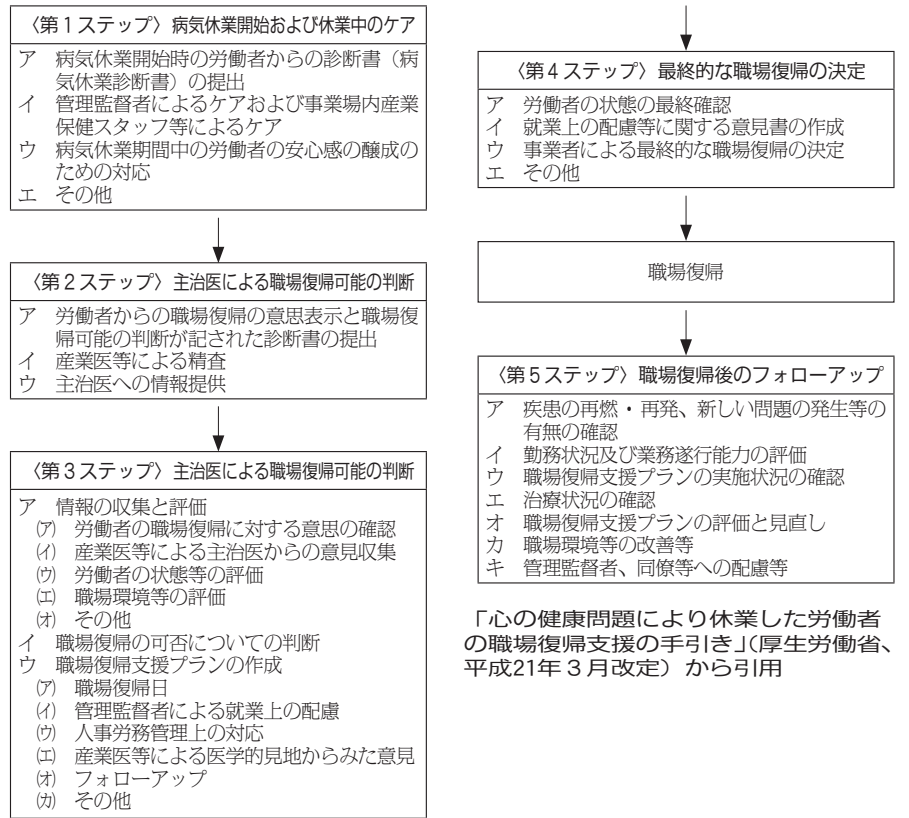 〈第１ステップ〉病気休業開始および休業中のケア
ア　病気休業開始時の労働者からの診断書（病
気休業診断書）の提出
イ　管理監督者によるケアおよび事業場内産業
保健スタッフ等によるケア
ウ　病気休業期間中の労働者の安心感の醸成の
ための対応
エ　その他
〈第２ステップ〉主治医による職場復帰可能の判断
ア　労働者からの職場復帰の意思表示と職場復
帰可能の判断が記された診断書の提出
イ　産業医等による精査
ウ　主治医への情報提供
〈第３ステップ〉主治医による職場復帰可能の判断
ア　情報の収集と評価
㋐　労働者の職場復帰に対する意思の確認
㋑　産業医等による主治医からの意見収集
㋒　労働者の状態等の評価
㋓　職場環境等の評価
㋔　その他
イ　職場復帰の可否についての判断
ウ　職場復帰支援プランの作成
㋐　職場復帰日
㋑　管理監督者による就業上の配慮
㋒　人事労務管理上の対応
㋓　産業医等による医学的見地からみた意見
㋔　フォローアップ
㋕　その他
〈第４ステップ〉最終的な職場復帰の決定
ア　労働者の状態の最終確認
イ　就業上の配慮等に関する意見書の作成
ウ　事業者による最終的な職場復帰の決定
エ　その他
職場復帰
〈第５ステップ〉職場復帰後のフォローアップ
ア　疾患の再燃・再発、新しい問題の発生等の
有無の確認
イ　勤務状況及び業務遂行能力の評価
ウ　職場復帰支援プランの実施状況の確認
エ　治療状況の確認
オ　職場復帰支援プランの評価と見直し
カ　職場環境等の改善等
キ　管理監督者、同僚等への配慮等
「心の健康問題により休業した労働者
の職場復帰支援の手引き」（厚生労働省、
平成21年３月改定）から引用